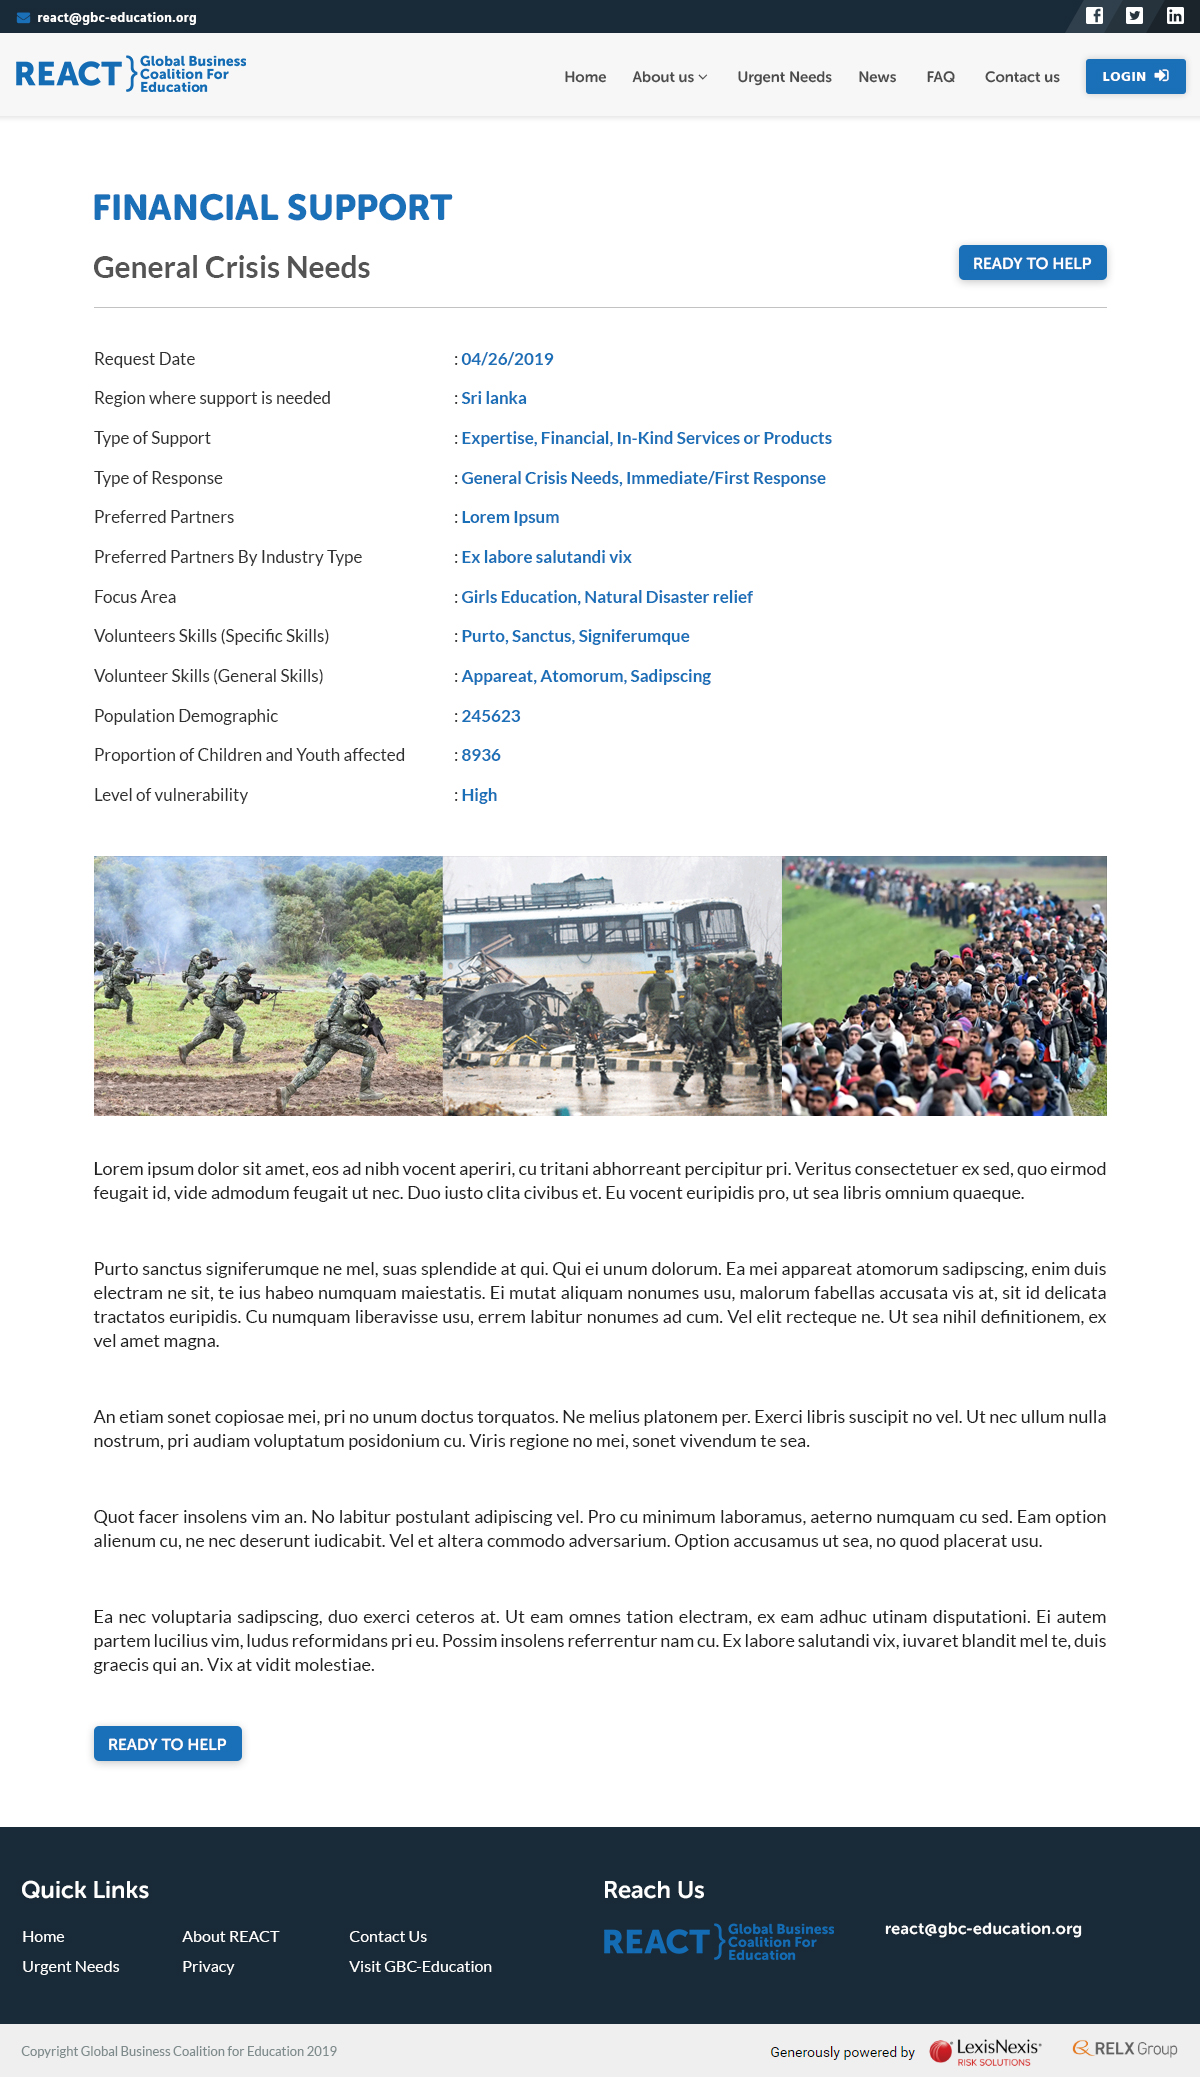 react@gbc-education.org
REACT Global Business
Coalition For
Education
Home About us Urgent Needs News FAQ Contact us LOGIN
FINANCIAL SUPPORT
General Crisis Needs
READY TO HELP
Request Date : 04/26/2019
Region where support is needed : Sri lanka
Type of Support : Expertise, Financial, In-Kind Services or Products
Type of Response : General Crisis Needs, Immediate/First Response
Preferred Partners : Lorem Ipsum
Preferred Partners By Industry Type : Ex labore salutandi vix
Focus Area : Girls Education, Natural Disaster relief
Volunteers Skills (Specific Skills) : Purto, Sanctus, Signiferumque
Volunteer Skills (General Skills) : Appareat, Atomorum, Sadipscing
Population Demographic : 245623
Proportion of Children and Youth affected : 8936
Level of vulnerability : High
Lorem ipsum dolor sit amet, eos ad nibh vocent aperiri, cu tritani abhorreant percipitur pri. Veritus consectetuer ex sed, quo eirmod
feugait id, vide admodum feugait ut nec. Duo iusto clita civibus et. Eu vocent euripidis pro, ut sea libris omnium quaeque.
Purto sanctus signiferumque ne mel, suas splendide at qui. Qui ei unum dolorum. Ea mei appareat atomorum sadipscing, enim duis
electram ne sit, te ius habeo numquam maiestatis. Ei mutat aliquam nonumes usu, malorum fabellas accusata vis at, sit id delicata
tractatos euripidis. Cu numquam liberavisse usu, errem labitur nonumes ad cum. Vel elit recteque ne. Ut sea nihil definitionem, ex
vel amet magna.
An etiam sonet copiosae mei, pri no unum doctus torquatos. Ne melius platonem per. Exerci libris suscipit no vel. Ut nec ullum nulla
nostrum, pri audiam voluptatum posidonium cu. Viris regione no mei, sonet vivendum te sea.
Quot facer insolens vim an. No labitur postulant adipiscing vel. Pro cu minimum laboramus, aeterno numquam cu sed. Eam option
alienum cu, ne nec deserunt iudicabit. Vel et altera commodo adversarium. Option accusamus ut sea, no quod placerat usu.
Ea nec voluptaria sadipscing, duo exerci ceteros at. Ut eam omnes tation electram, ex eam adhuc utinam disputationi. Ei autem
partem lucilius vim, ludus reformidans pri eu. Possim insolens referrentur nam cu. Ex labore salutandi vix, iuvaret blandit mel te, duis
graecis qui an. Vix at vidit molestiae.
READY TO HELP
Quick Links
Home About REACT Contact Us
Urgent Needs Privacy Visit GBC-Education
Reach Us
REACT Global Business
Coalition For
Education
react@gbc-education.org
Copyright Global Business Coalition for Education 2019
Generously powered by
LexisNexis
RISK SOLUTIONS
RELX Group